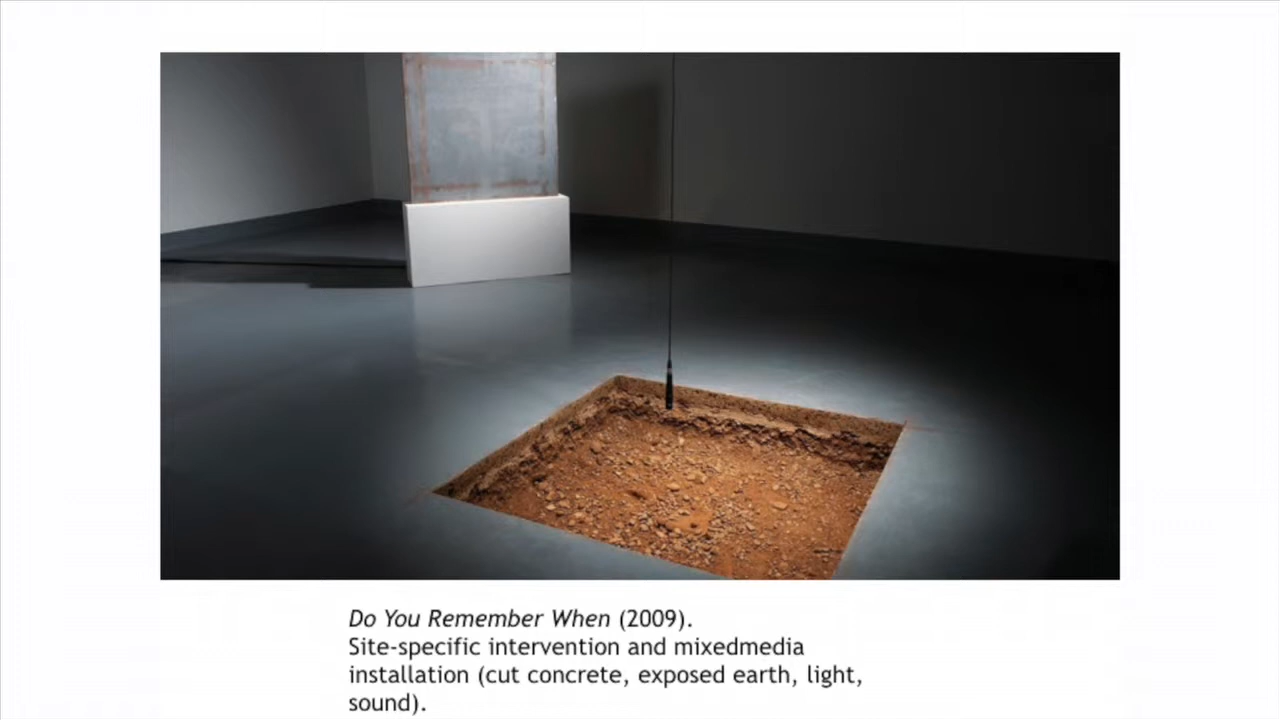 Do You Remember When (2009).
Site-specific intervention and mixedmedia
installation (cut concrete, exposed earth, light,
sound).